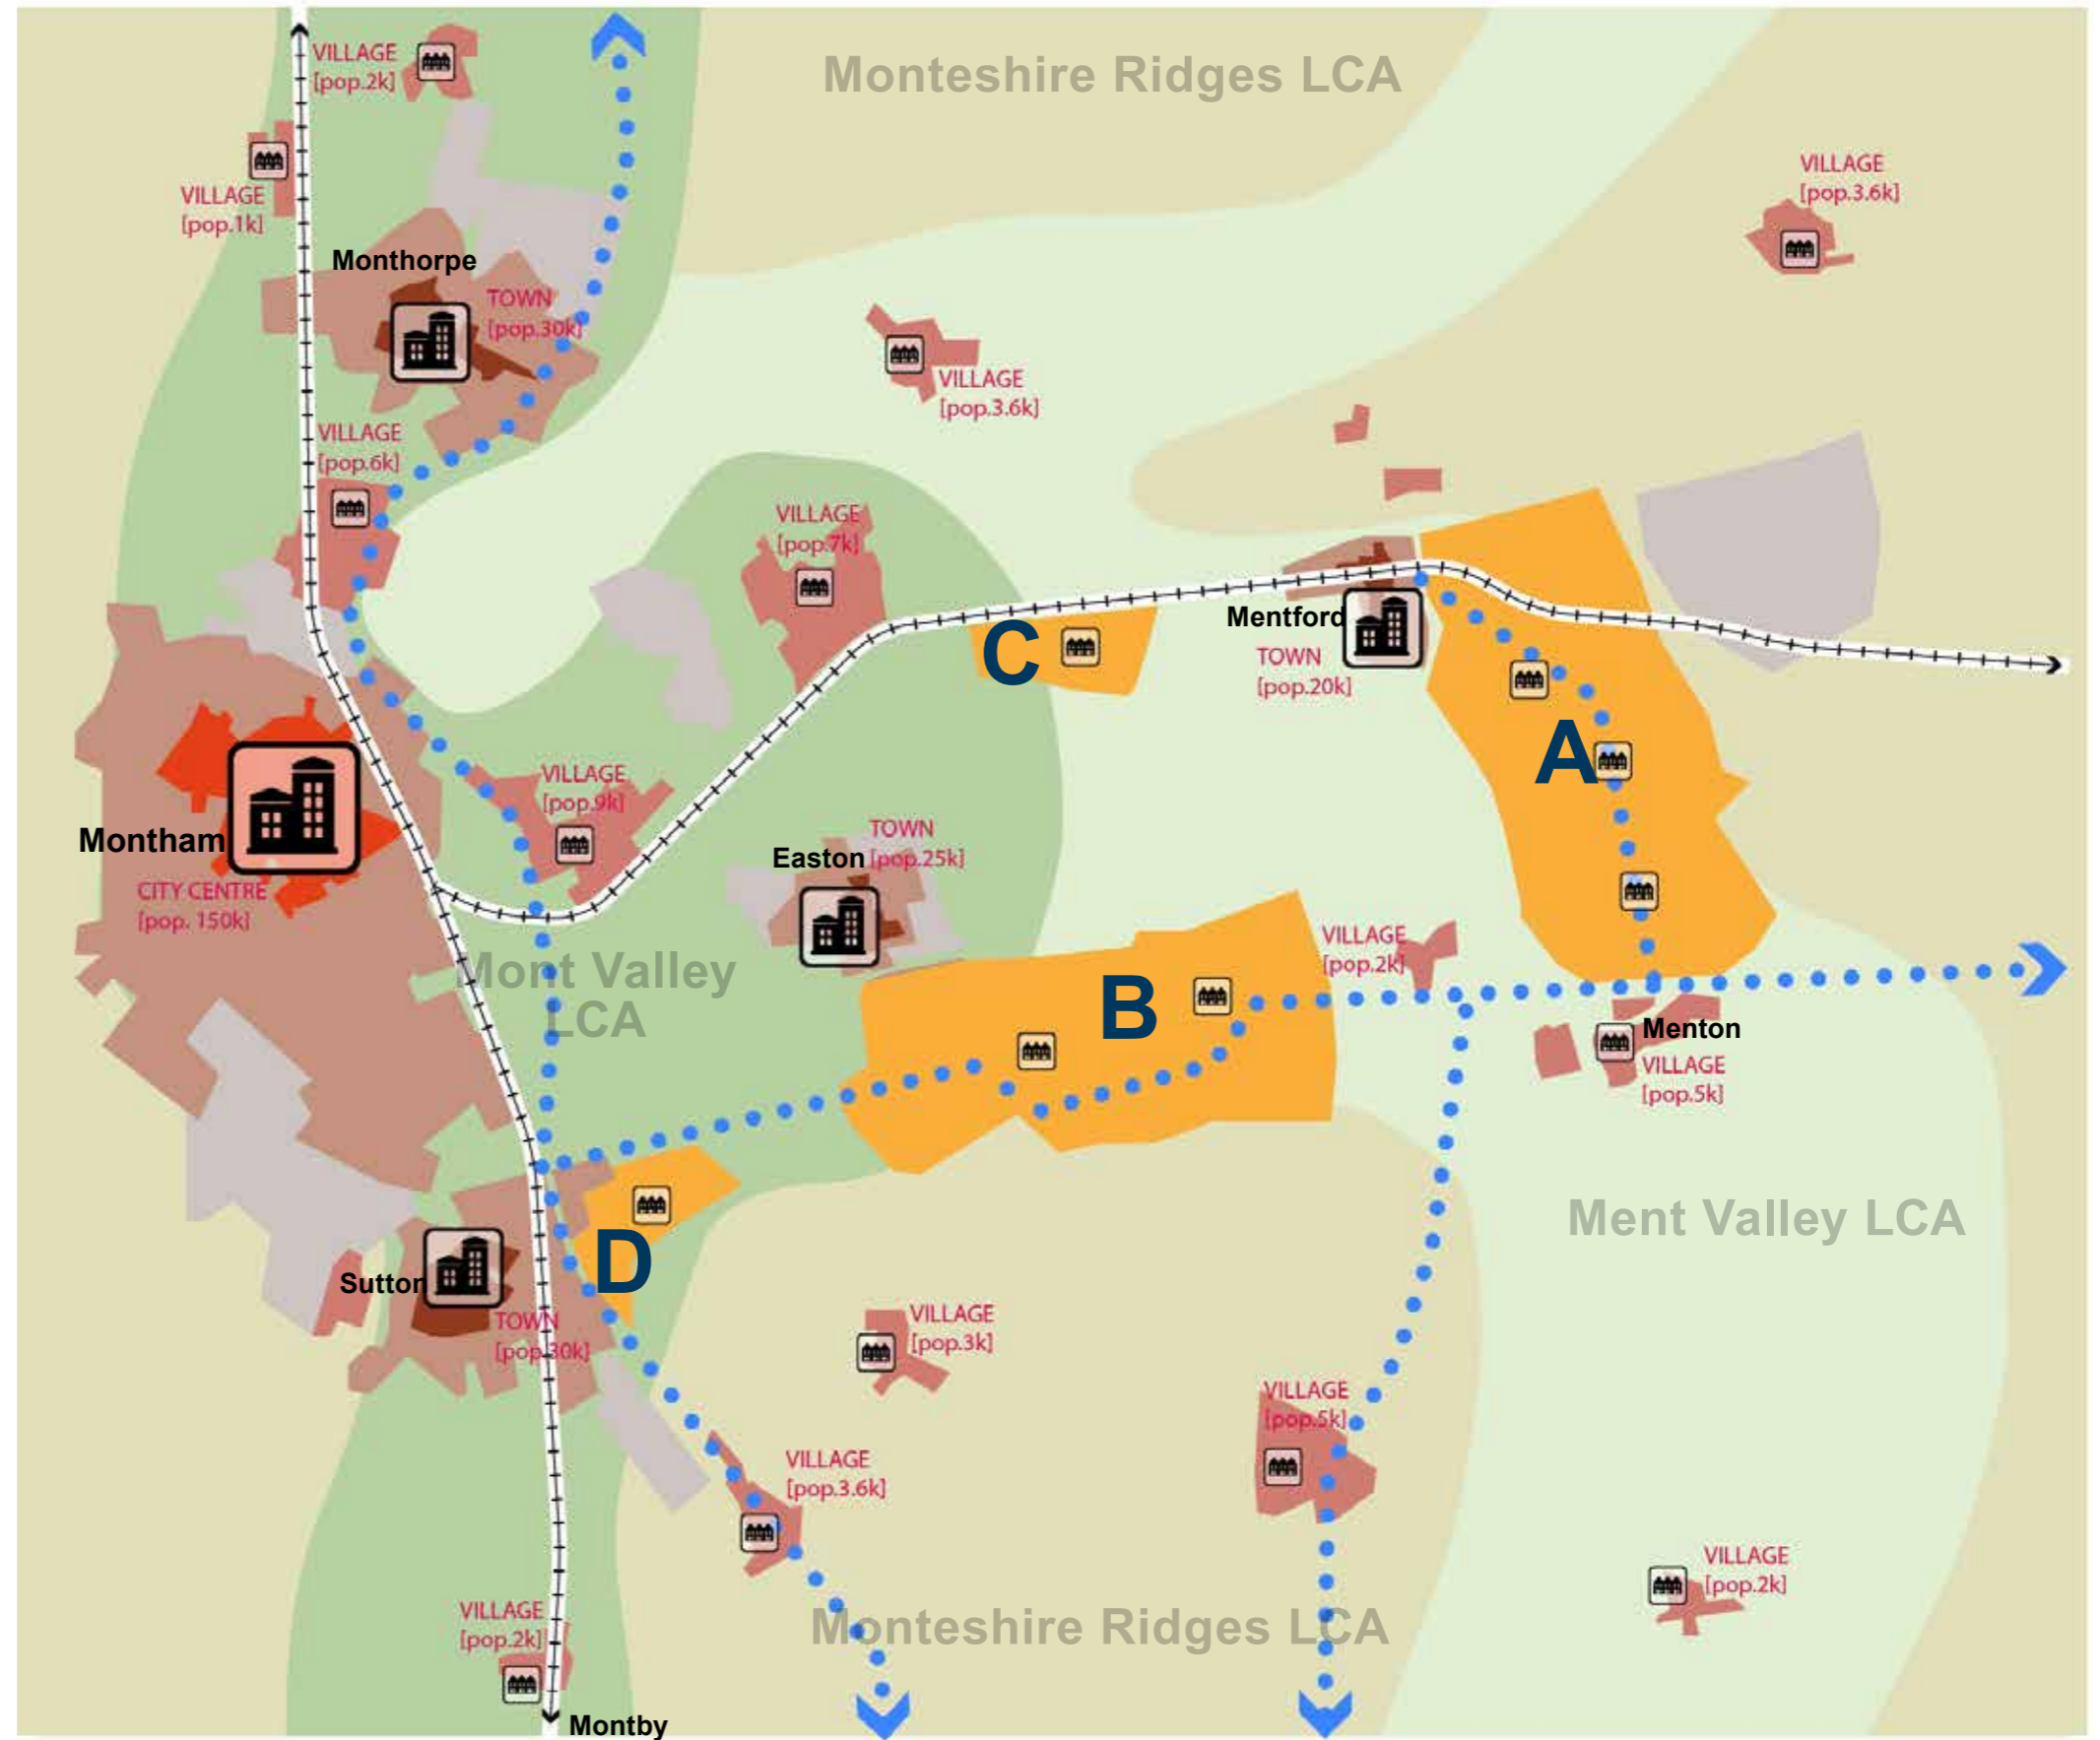 VILLAGE
[pop.2k]
Monteshire Ridges LCA
VILLAGE
[pop.1k]
VILLAGE
[pop.3.6k]
Monthorpe
TOWN
[pop.30k]
VILLAGE
[pop.3.6k]
VILLAGE
[pop.6k]
VILLAGE
[pop.7k]
C
Mentford
TOWN
[pop.20k]
A
VILLAGE
[pop.9k]
Montham
CITY CENTRE
[pop. 150k]
Easton
TOWN
[pop.25k]
Mont Valley
LCA
B
VILLAGE
[pop.2k]
Menton
VILLAGE
[pop.5k]
Ment Valley LCA
D
Sutton
TOWN
[pop.30k]
VILLAGE
[pop.3k]
VILLAGE
[pop.5k]
VILLAGE
[pop.3.6k]
VILLAGE
[pop.2k]
VILLAGE
[pop.2k]
Monteshire Ridges LCA
Montby